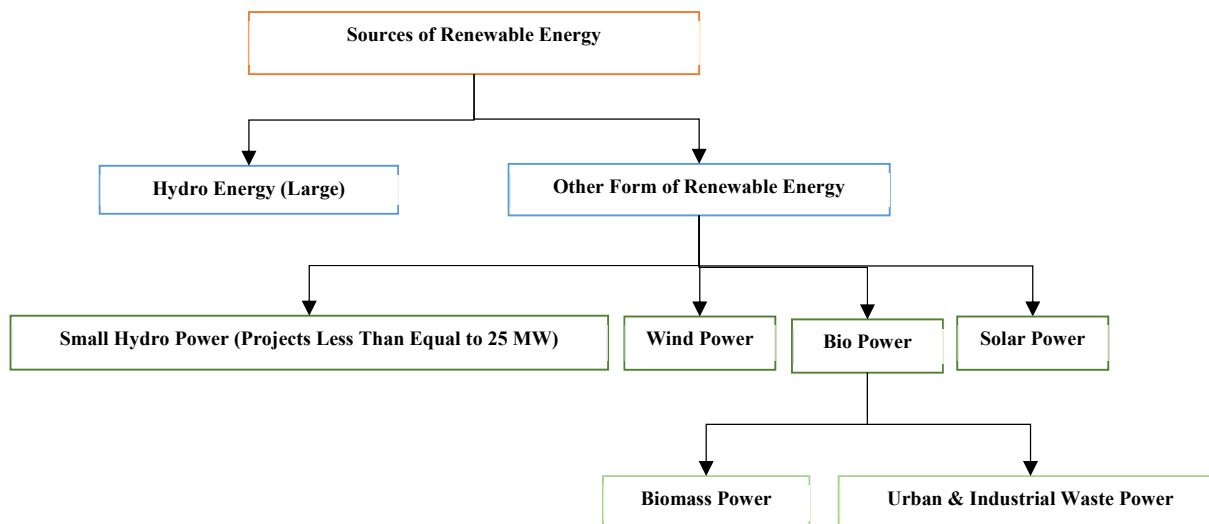 Sources of Renewable Energy
Hydro Energy (Large)
Other Form of Renewable Energy
Small Hydro Power (Projects Less Than Equal to 25 MW)
Wind Power
Bio Power
Solar Power
Biomass Power
Urban & Industrial Waste Power